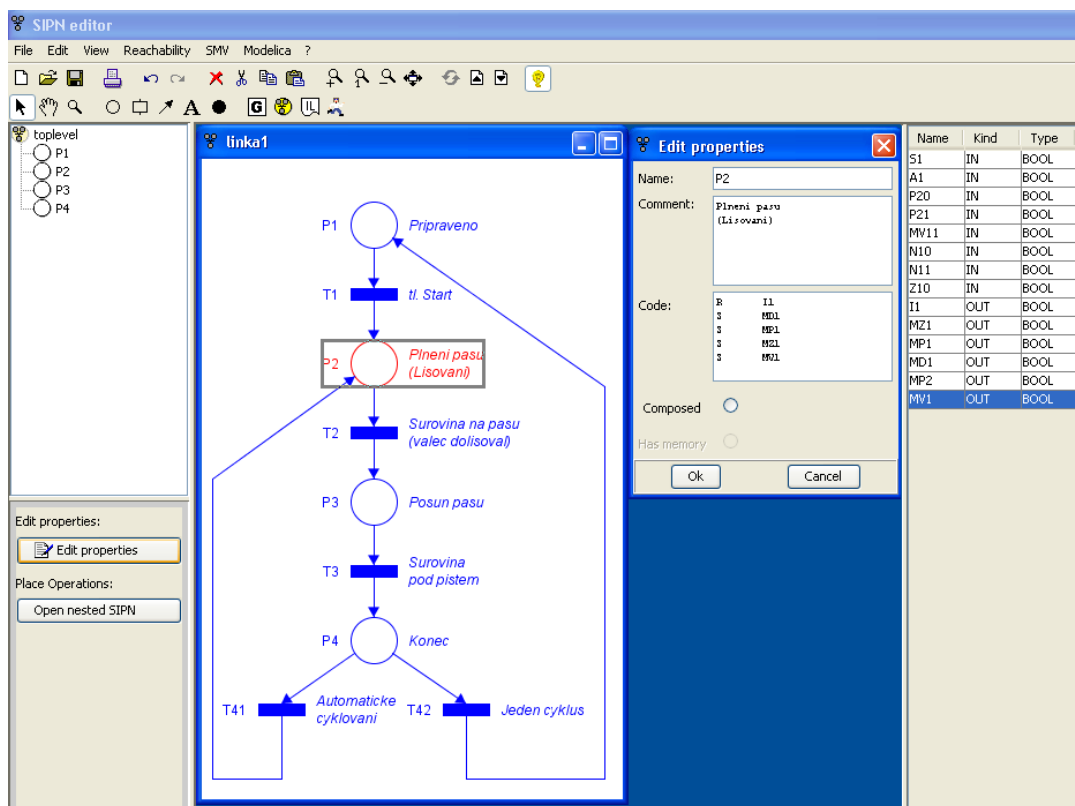 SIPN editor
File Edit View Reachability SMV Modelica ?
A G IL
toplevel
P1
P2
P3
P4
Edit properties:
Edit properties
Place Operations:
Open nested SIPN
linka1
P1 Pripraveno
T1 tl. Start
P2 Plneni pasu
(Lisovani)
T2 Surovina na pasu
(valec dolisoval)
P3 Posun pasu
T3 Surovina
pod pistem
P4 Konec
T41 Automaticke
cyklovani
T42 Jeden cyklus
Edit properties
Name: P2
Comment: Plneni pasu
(Lisovani)
Code: R I1
S MD1
S MP1
S MZ1
S MV1
Composed
Has memory
Ok Cancel
Name Kind Type
S1 IN BOOL
A1 IN BOOL
P20 IN BOOL
P21 IN BOOL
MV11 IN BOOL
N10 IN BOOL
N11 IN BOOL
Z10 IN BOOL
I1 OUT BOOL
MZ1 OUT BOOL
MP1 OUT BOOL
MD1 OUT BOOL
MP2 OUT BOOL
MV1 OUT BOOL